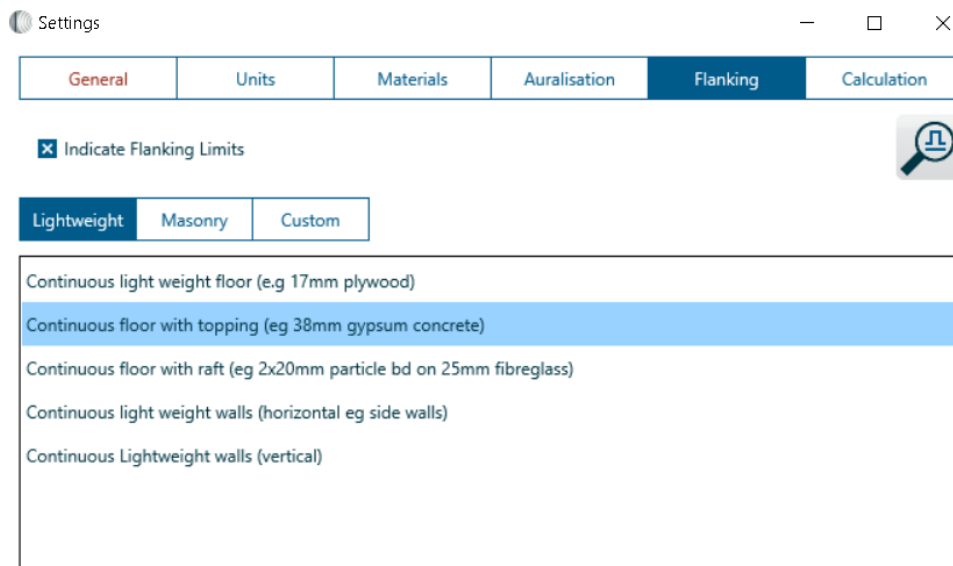 Settings
General Units Materials Auralisation Flanking Calculation
Indicate Flanking Limits
Lightweight Masonry Custom
Continuous light weight floor (e.g 17mm plywood)
Continuous floor with topping (eg 38mm gypsum concrete)
Continuous floor with raft (eg 2x20mm particle bd on 25mm fibreglass)
Continuous light weight walls (horizontal eg side walls)
Continuous Lightweight walls (vertical)